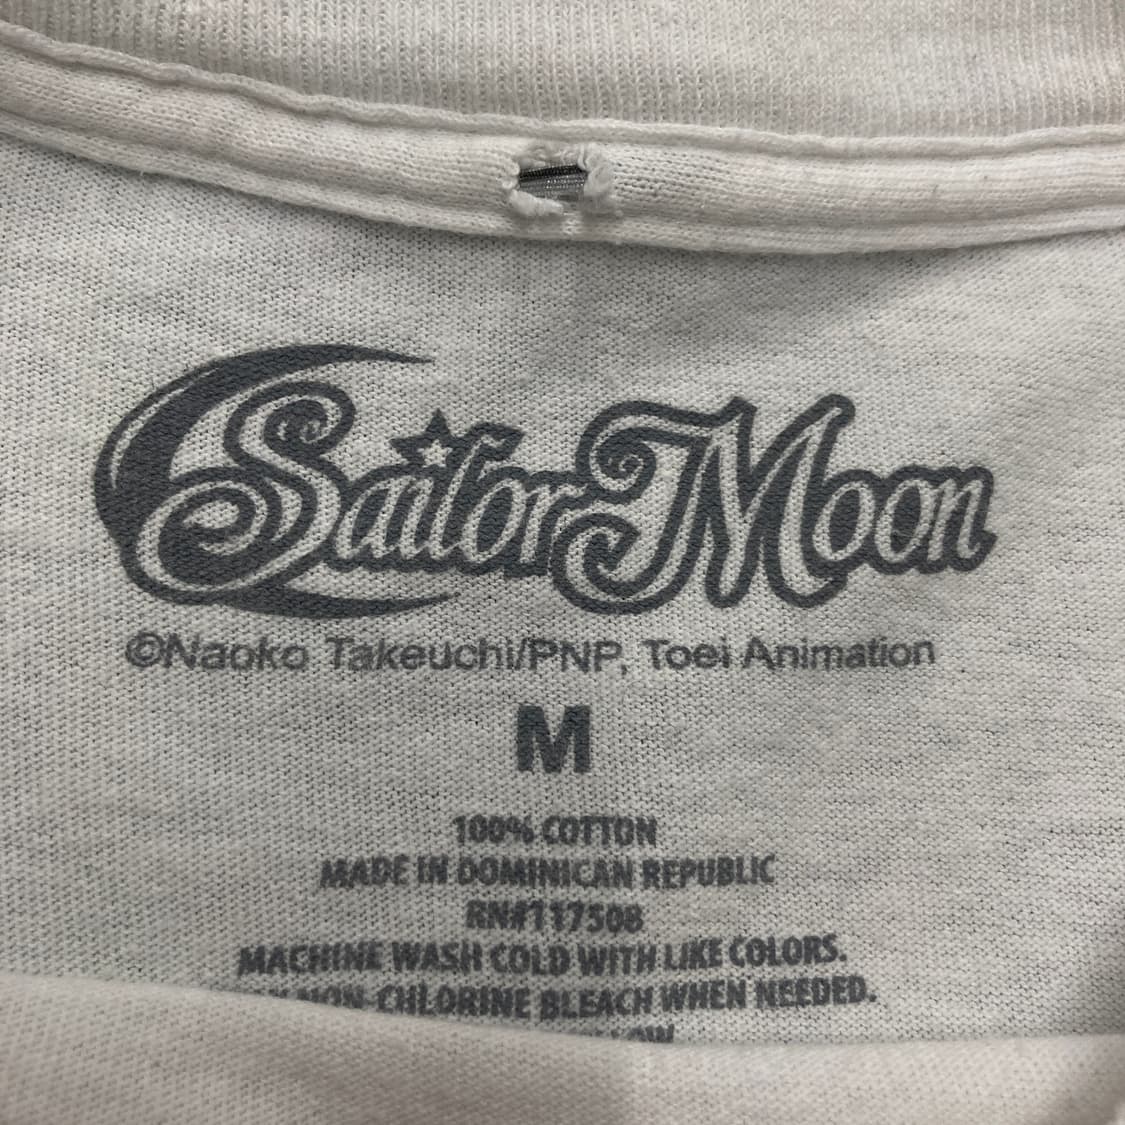 Sailor Moon
©Naoko Takeuchi/PNP, Toei Animation
M
100% COTTON
MADE IN DOMINICAN REPUBLIC
RN#117508
MACHINE WASH COLD WITH LIKE COLORS.
NON-CHLORINE BLEACH WHEN NEEDED.